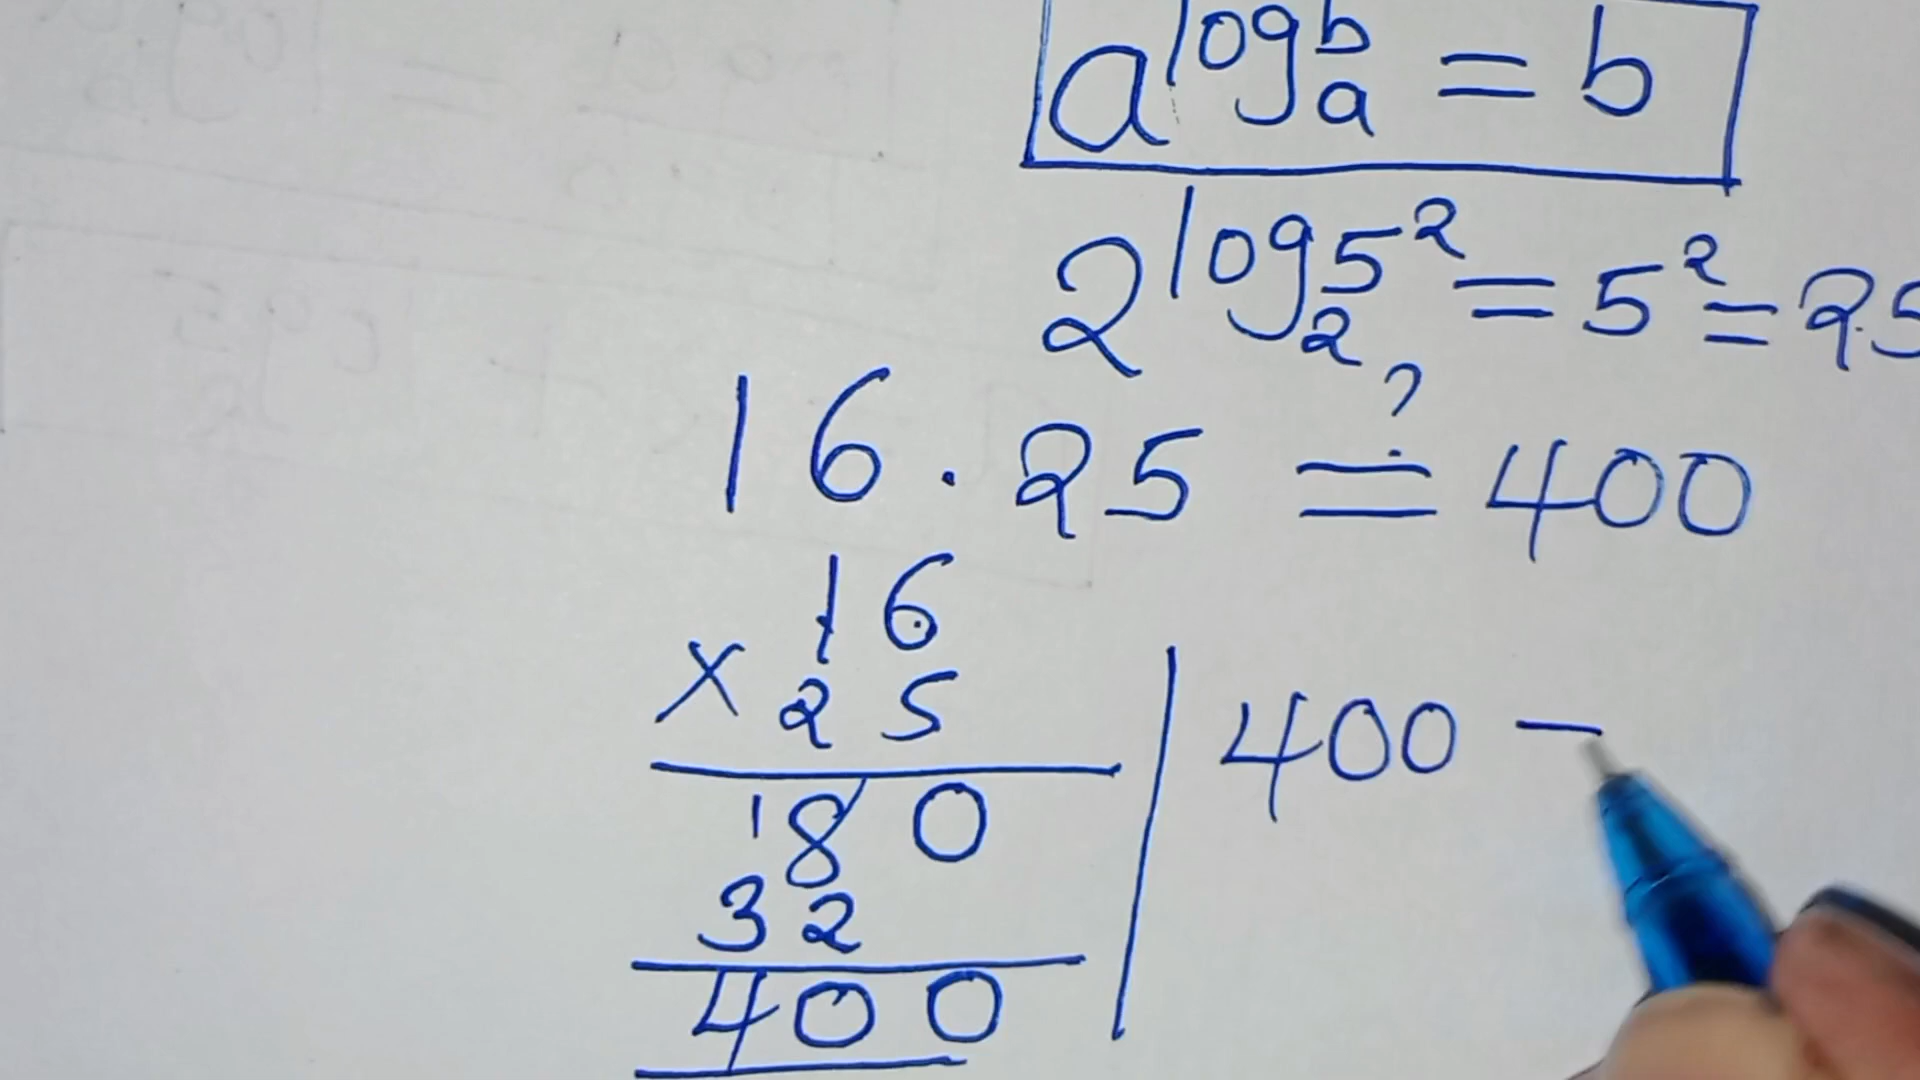 a^log_a^b = b
2^log_2 5^2 = 5^2 = 25
16 . 25 =? 400
16
× 25
180
32
400
400 —